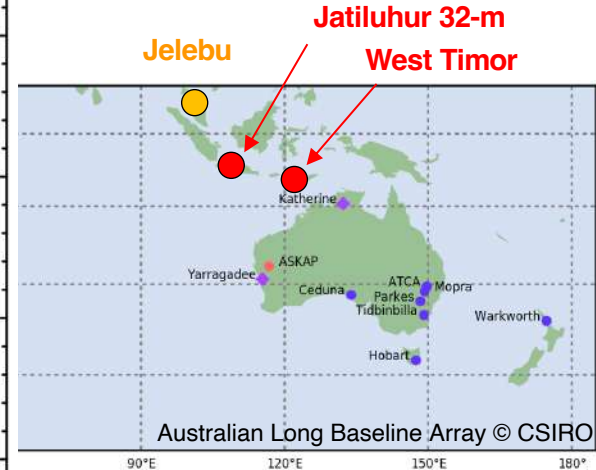 Jatiluhur 32-m
Jelebu
West Timor
Katherine
ASKAP
Yarragadee
Ceduna
ATCA
Mopra
Parkes
Tidbinbilla
Warkworth
Hobart
Australian Long Baseline Array © CSIRO
90°E 120°E 150°E 180°